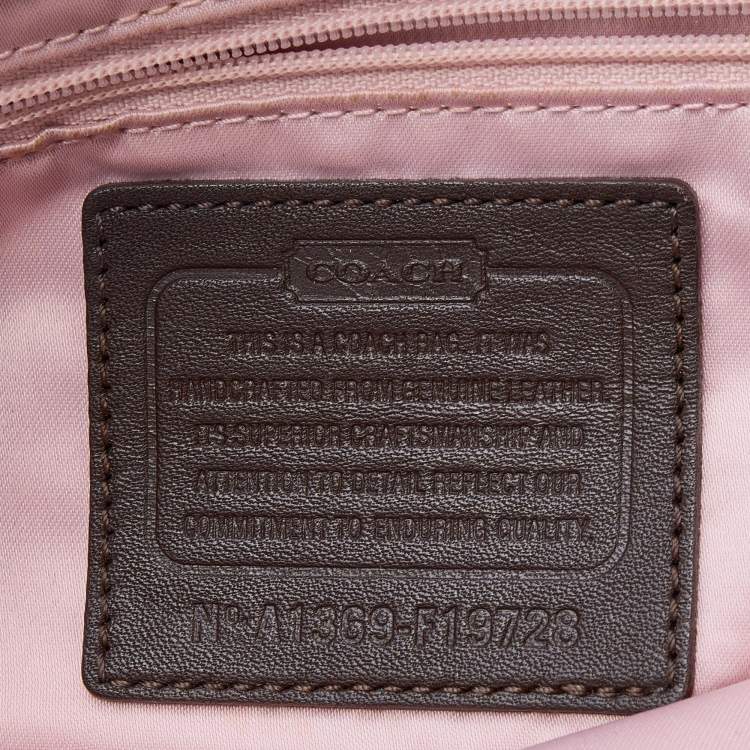 COACH
THIS IS A COACH BAG. IT WAS
HANDCRAFTED FROM GENUINE LEATHER.
ITS SUPERIOR CRAFTSMANSHIP AND
ATTENTION TO DETAIL REFLECT OUR
COMMITMENT TO ENDURING QUALITY.
Nº A1369-F19728